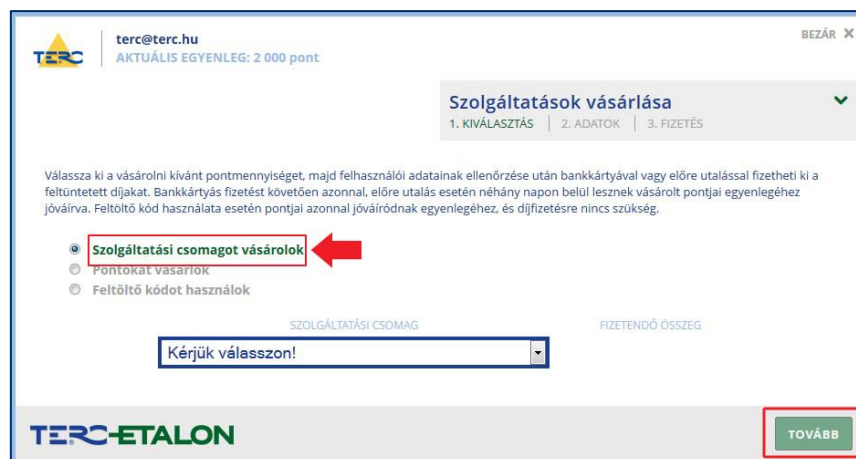 terc@terc.hu
AKTUÁLIS EGYENLEG: 2 000 pont
BEZÁR X
TERC
Szolgáltatások vásárlása
1. KIVÁLASZTÁS | 2. ADATOK | 3. FIZETÉS
Válassza ki a vásárolni kívánt pontmennyiséget, majd felhasználói adatainak ellenőrzése után bankkártyával vagy előre utalással fizetheti ki a
feltüntetett díjakat. Bankkártyás fizetést követően azonnal, előre utalás esetén néhány napon belül lesznek vásárolt pontjai egyenlegéhez
jóváírva. Feltöltő kód használata esetén pontjai azonnal jóváíródnak egyenlegéhez, és díjfizetésre nincs szükség.
Szolgáltatási csomagot vásárolok
Pontokat vásárlok
Feltöltő kódot használok
SZOLGÁLTATÁSI CSOMAG
FIZETENDŐ ÖSSZEG
Kérjük válasszon!
TERC-ETALON
TOVÁBB